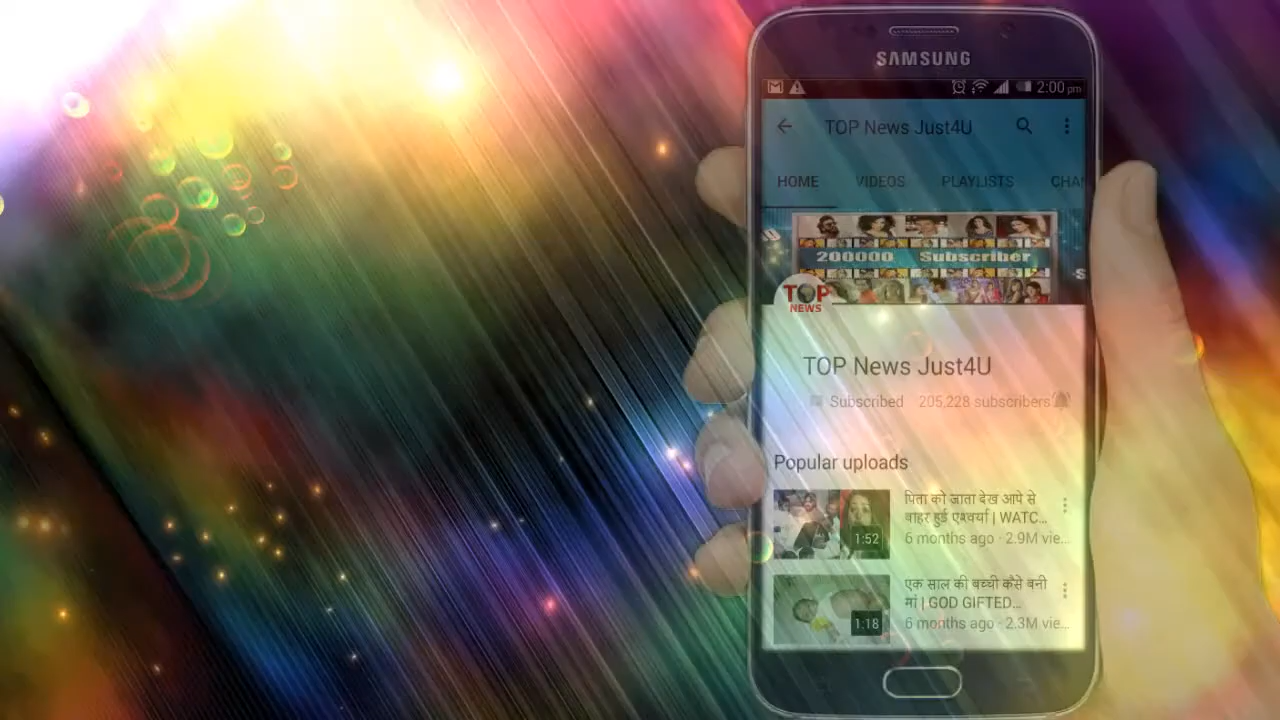 SAMSUNG
2:00 pm
TOP News Just4U
HOME VIDEOS PLAYLISTS CHA
200000 Subscriber
TOP
NEWS
TOP News Just4U
Subscribed 205,228 subscribers
Popular uploads
पिता को जाता देख आपे से
बाहर हुई एश्वर्या | WATC...
1:52
6 months ago · 2.9M vie...
एक साल की बच्ची कैसे बनी
मां | GOD GIFTED...
1:18
6 months ago · 2.3M vie...